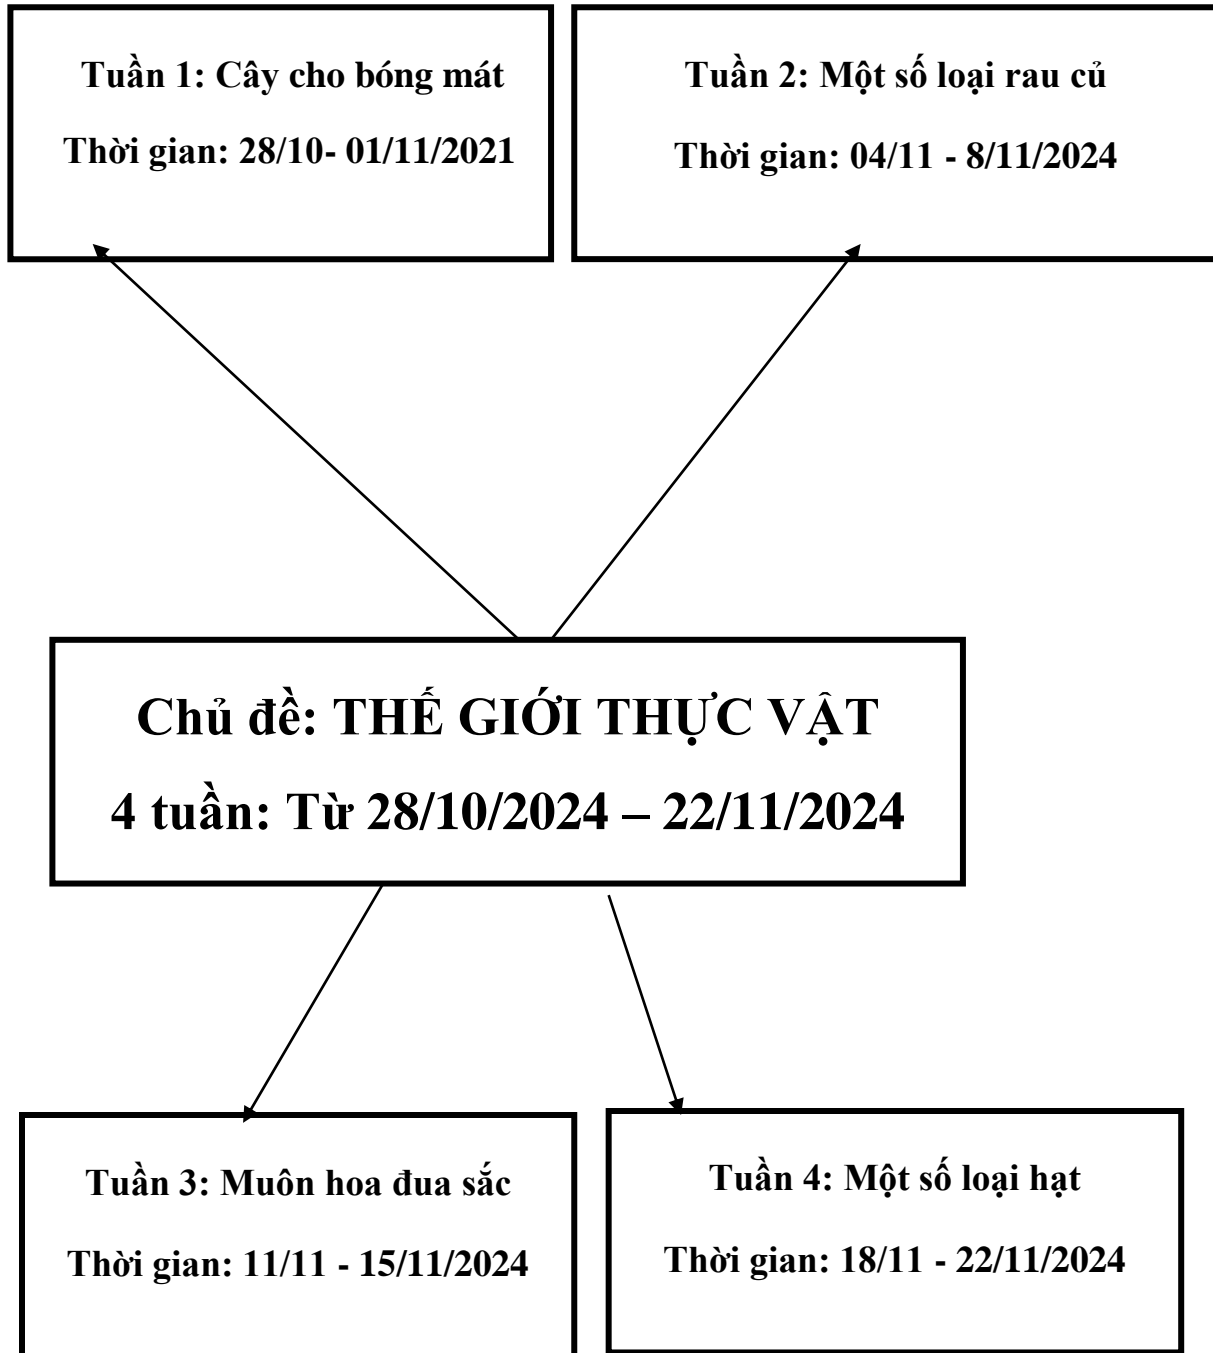 Tuần 1: Cây cho bóng mát
Thời gian: 28/10- 01/11/2021
Tuần 2: Một số loại rau củ
Thời gian: 04/11 - 8/11/2024
Chủ đề: THẾ GIỚI THỰC VẬT
4 tuần: Từ 28/10/2024 – 22/11/2024
Tuần 3: Muôn hoa đua sắc
Thời gian: 11/11 - 15/11/2024
Tuần 4: Một số loại hạt
Thời gian: 18/11 - 22/11/2024